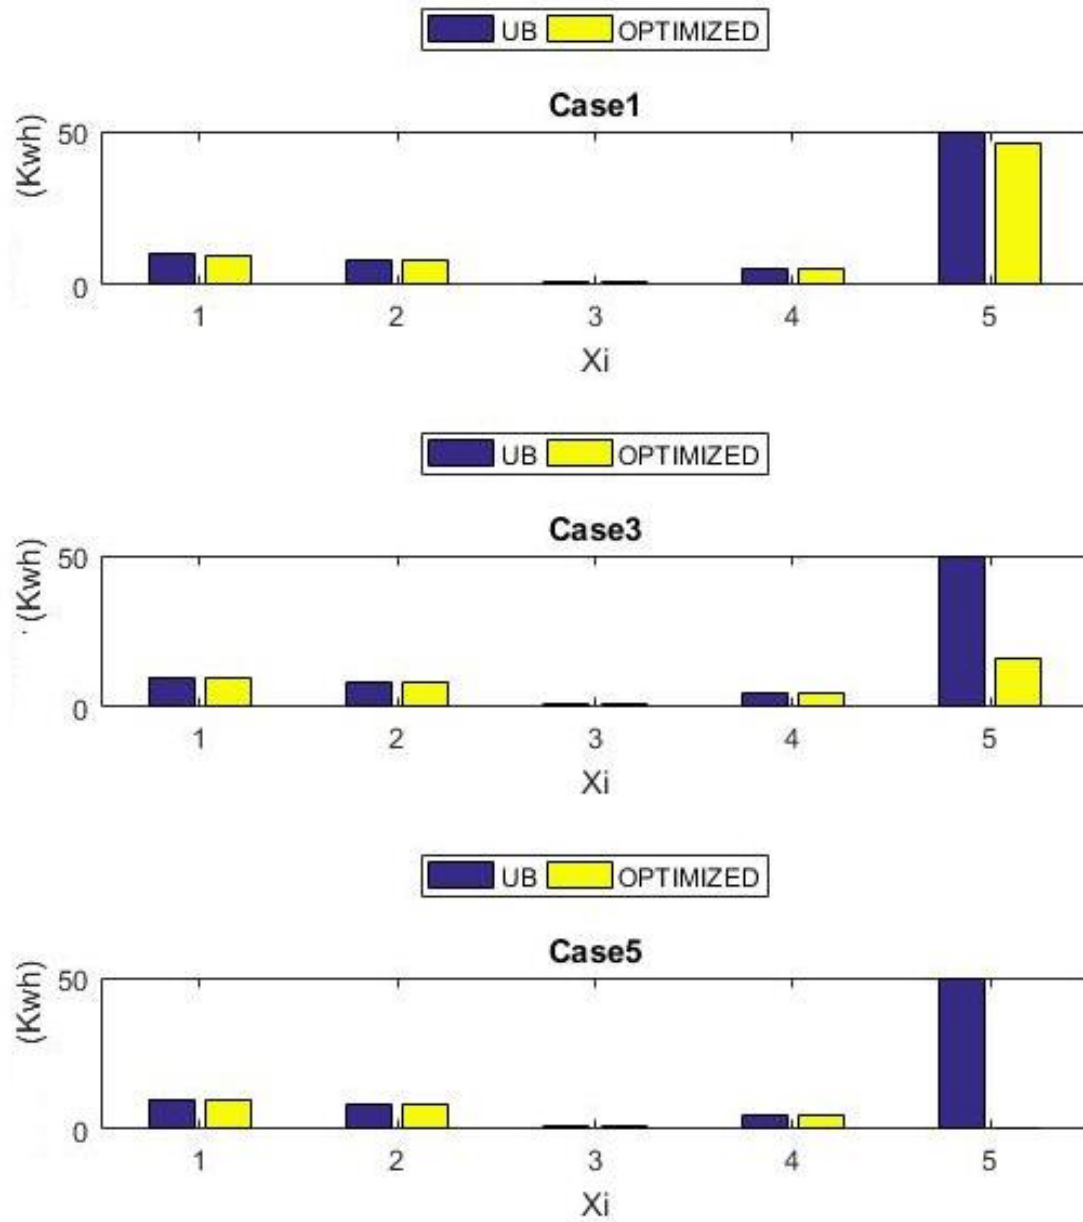 UB OPTIMIZED
Case1
(Kwh)
50
0
1 2 3 4 5
Xi
UB OPTIMIZED
Case3
(Kwh)
50
0
1 2 3 4 5
Xi
UB OPTIMIZED
Case5
(Kwh)
50
0
1 2 3 4 5
Xi